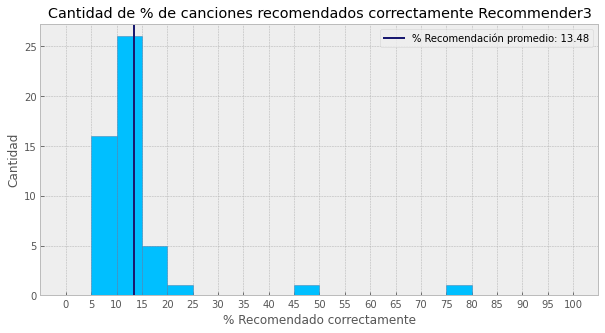 Cantidad de % de canciones recomendados correctamente Recommender3
% Recomendación promedio: 13.48
Cantidad
25
20
15
10
5
0
0 5 10 15 20 25 30 35 40 45 50 55 60 65 70 75 80 85 90 95 100
% Recomendado correctamente